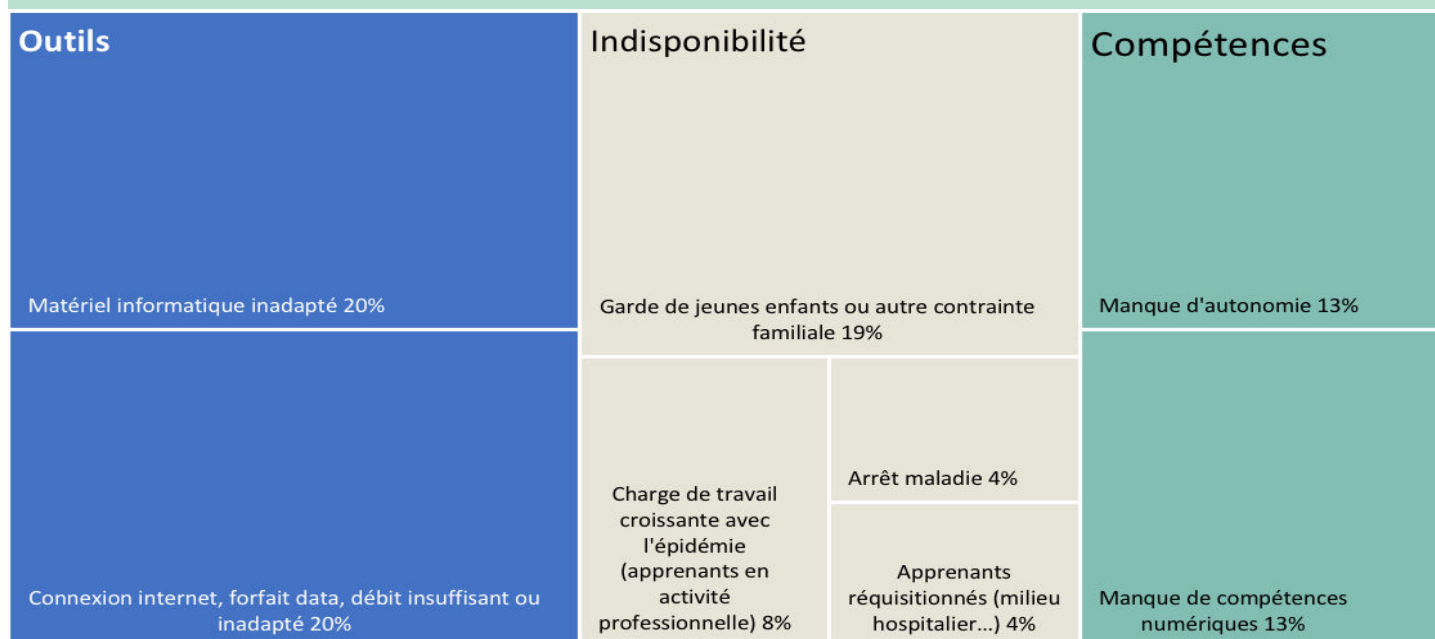 Outils
Matériel informatique inadapté 20%
Connexion internet, forfait data, débit insuffisant ou
inadapté 20%
Indisponibilité
Garde de jeunes enfants ou autre contrainte
familiale 19%
Charge de travail
croissante avec
l'épidémie
(apprenants en
activité
professionnelle) 8%
Arrêt maladie 4%
Apprenants
réquisitionnés (milieu
hospitalier...) 4%
Compétences
Manque d'autonomie 13%
Manque de compétences
numériques 13%